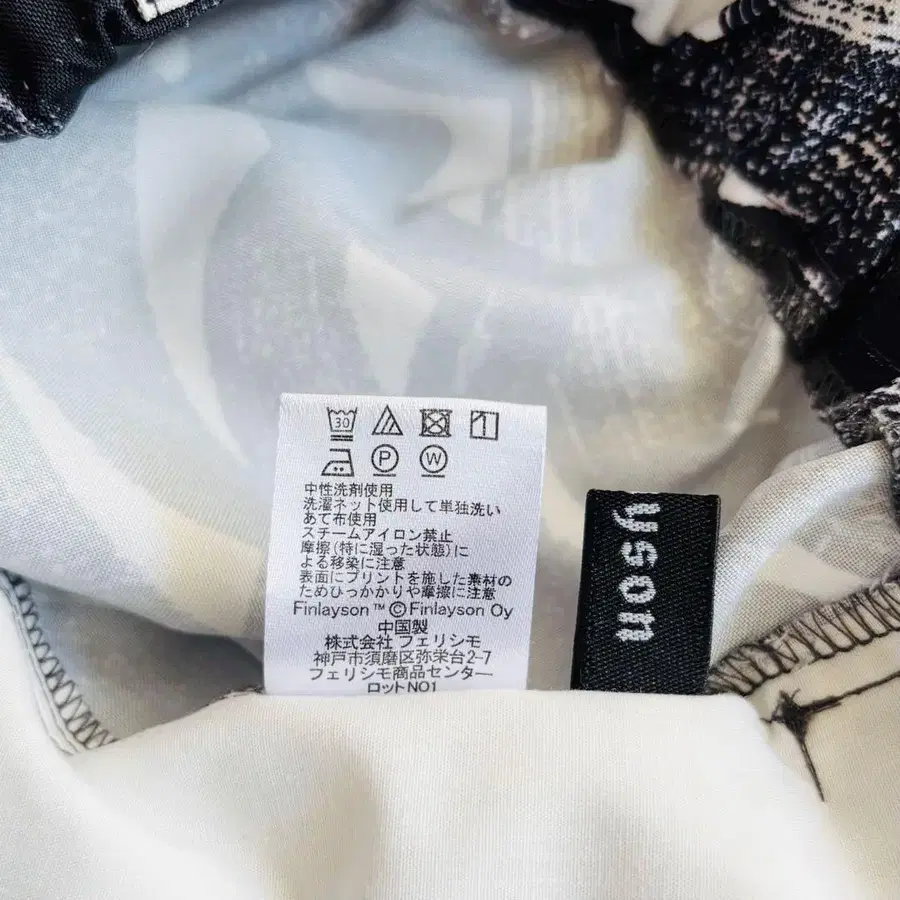 30
P
W
中性洗剤使用
洗濯ネット使用して単独洗い
あて布使用
スチームアイロン禁止
摩擦(特に湿った状態)に
よる移染に注意
表面にプリントを施した素材の
ためひっかかりや摩擦に注意
Finlayson™ ©Finlayson Oy
中国製
株式会社 フェリシモ
神戸市須磨区弥栄台2-7
フェリシモ商品センター
ロットNO1
yson